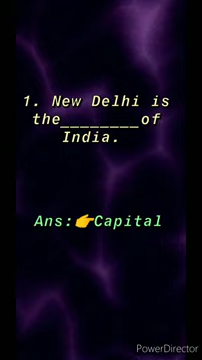 1. New Delhi is
the________of
India.
Ans:👉Capital
PowerDirector